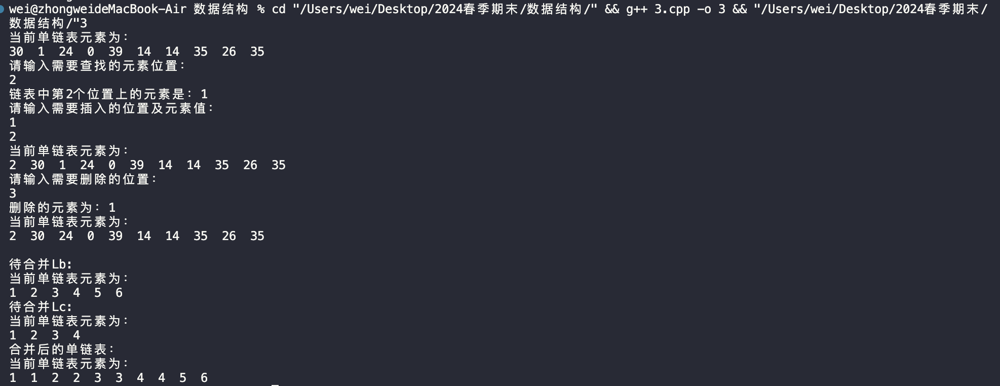 wei@zhongweideMacBook-Air 数据结构 % cd "/Users/wei/Desktop/2024春季期末/数据结构/" && g++ 3.cpp -o 3 && "/Users/wei/Desktop/2024春季期末/
数据结构/"3
当前单链表元素为:
30  1  24  0  39  14  14  35  26  35
请输入需要查找的元素位置:
2
链表中第2个位置上的元素是: 1
请输入需要插入的位置及元素值:
1
2
当前单链表元素为:
2  30  1  24  0  39  14  14  35  26  35
请输入需要删除的位置:
3
删除的元素为: 1
当前单链表元素为:
2  30  24  0  39  14  14  35  26  35
待合并Lb:
当前单链表元素为:
1  2  3  4  5  6
待合并Lc:
当前单链表元素为:
1  2  3  4
合并后的单链表:
当前单链表元素为:
1  1  2  2  3  3  4  4  5  6